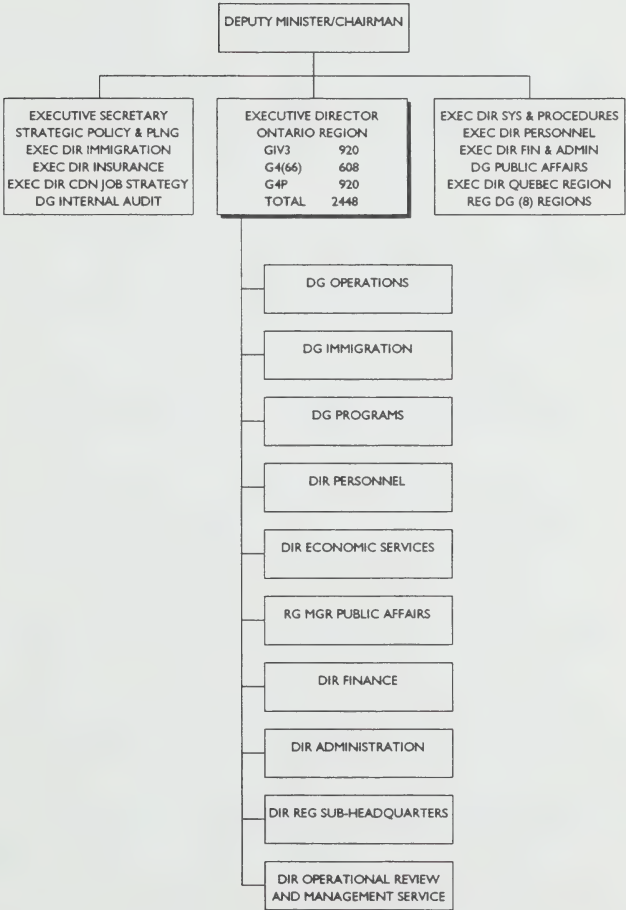 DEPUTY MINISTER/CHAIRMAN
EXECUTIVE SECRETARY
STRATEGIC POLICY & PLNG
EXEC DIR IMMIGRATION
EXEC DIR INSURANCE
EXEC DIR CDN JOB STRATEGY
DG INTERNAL AUDIT
EXECUTIVE DIRECTOR
ONTARIO REGION
GIV3 920
G4(66) 608
G4P 920
TOTAL 2448
EXEC DIR SYS & PROCEDURES
EXEC DIR PERSONNEL
EXEC DIR FIN & ADMIN
DG PUBLIC AFFAIRS
EXEC DIR QUEBEC REGION
REG DG (8) REGIONS
DG OPERATIONS
DG IMMIGRATION
DG PROGRAMS
DIR PERSONNEL
DIR ECONOMIC SERVICES
RG MGR PUBLIC AFFAIRS
DIR FINANCE
DIR ADMINISTRATION
DIR REG SUB-HEADQUARTERS
DIR OPERATIONAL REVIEW
AND MANAGEMENT SERVICE